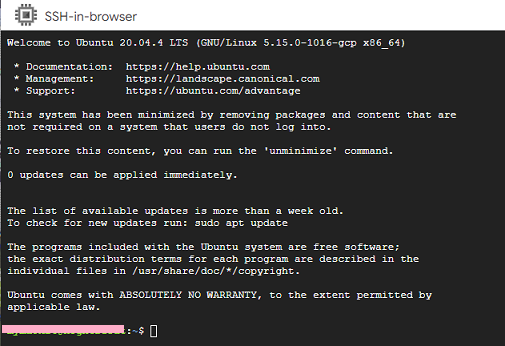 SSH-in-browser
Welcome to Ubuntu 20.04.4 LTS (GNU/Linux 5.15.0-1016-gcp x86_64)
* Documentation: https://help.ubuntu.com
* Management: https://landscape.canonical.com
* Support: https://ubuntu.com/advantage
This system has been minimized by removing packages and content that are
not required on a system that users do not log into.
To restore this content, you can run the 'unminimize' command.
0 updates can be applied immediately.
The list of available updates is more than a week old.
To check for new updates run: sudo apt update
The programs included with the Ubuntu system are free software;
the exact distribution terms for each program are described in the
individual files in /usr/share/doc/*/copyright.
Ubuntu comes with ABSOLUTELY NO WARRANTY, to the extent permitted by
applicable law.
:~$